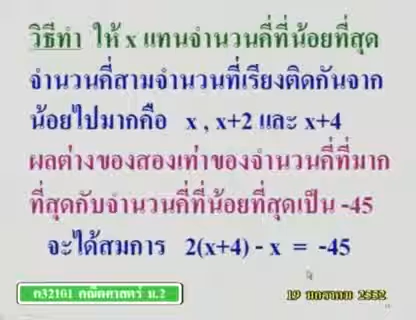 วิธีทำ ให้ x แทนจำนวนคี่ที่น้อยที่สุด
จำนวนคี่สามจำนวนที่เรียงติดกันจาก
น้อยไปมากคือ x , x+2 และ x+4
ผลต่างของสองเท่าของจำนวนคี่ที่มาก
ที่สุดกับจำนวนคี่ที่น้อยที่สุดเป็น -45
จะได้สมการ 2(x+4) - x = -45
ค32101 คณิตศาสตร์ ม.2
19 มกราคม 2552